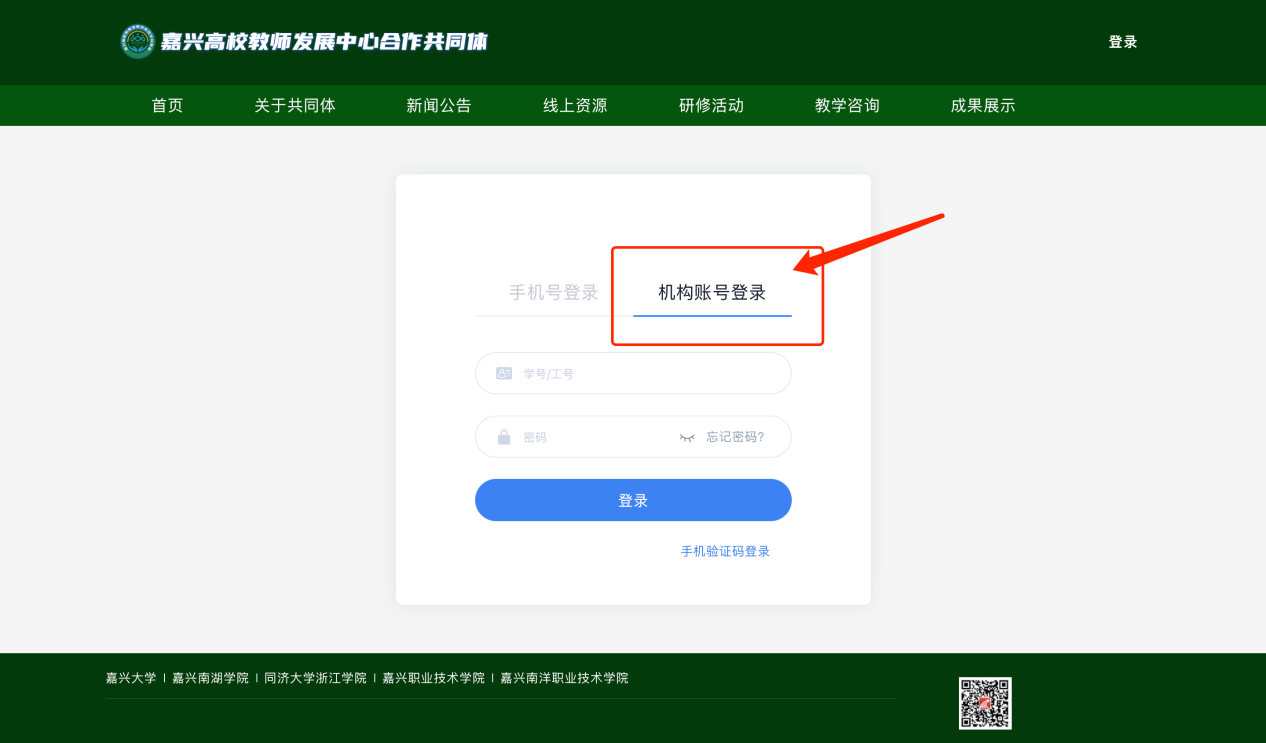 嘉兴高校教师发展中心合作共同体
登录
首页 关于共同体 新闻公告 线上资源 研修活动 教学咨询 成果展示
手机号登录 机构账号登录
学号/工号
密码 忘记密码?
登录
手机验证码登录
嘉兴大学 | 嘉兴南湖学院 | 同济大学浙江学院 | 嘉兴职业技术学院 | 嘉兴南洋职业技术学院